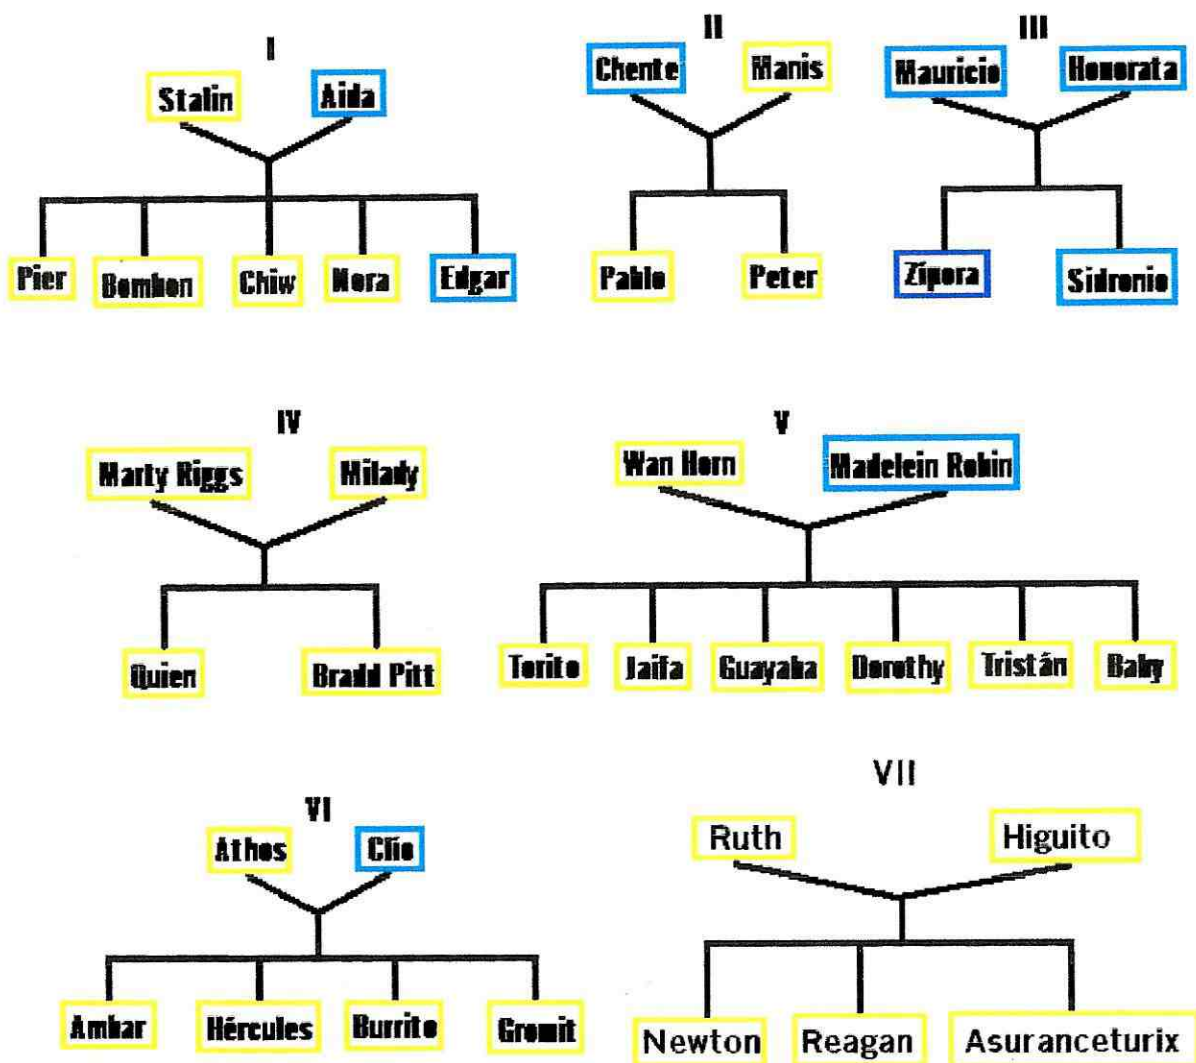 I
Stalin Aida
Pier Bombon Chiw Nora Edgar
II
Chente Manis
Pablo Peter
III
Mauricio Honorata
Zípora Sidronio
IV
Marty Riggs Milady
Quien Bradd Pitt
V
Wan Horn Madelein Robin
Torito Jaifa Guayaba Dorothy Tristán Baby
VI
Athos Clío
Ambar Hércules Burrito Gromit
VII
Ruth Higuito
Newton Reagan Asuranceturix